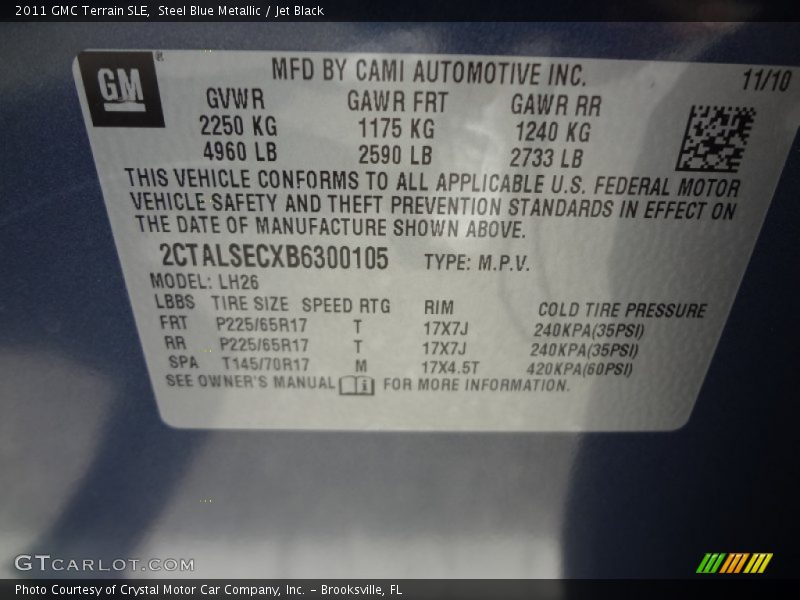 2011 GMC Terrain SLE, Steel Blue Metallic / Jet Black
GM
MFD BY CAMI AUTOMOTIVE INC. 11/10
GVWR GAWR FRT GAWR RR
2250 KG 1175 KG 1240 KG
4960 LB 2590 LB 2733 LB
THIS VEHICLE CONFORMS TO ALL APPLICABLE U.S. FEDERAL MOTOR
VEHICLE SAFETY AND THEFT PREVENTION STANDARDS IN EFFECT ON
THE DATE OF MANUFACTURE SHOWN ABOVE.
2CTALSECXB6300105 TYPE: M.P.V.
MODEL: LH26
LBBS TIRE SIZE SPEED RTG RIM COLD TIRE PRESSURE
FRT P225/65R17 T 17X7J 240KPA(35PSI)
RR P225/65R17 T 17X7J 240KPA(35PSI)
SPA T145/70R17 M 17X4.5T 420KPA(60PSI)
SEE OWNER'S MANUAL FOR MORE INFORMATION.
GTCARLOT.COM
Photo Courtesy of Crystal Motor Car Company, Inc. - Brooksville, FL